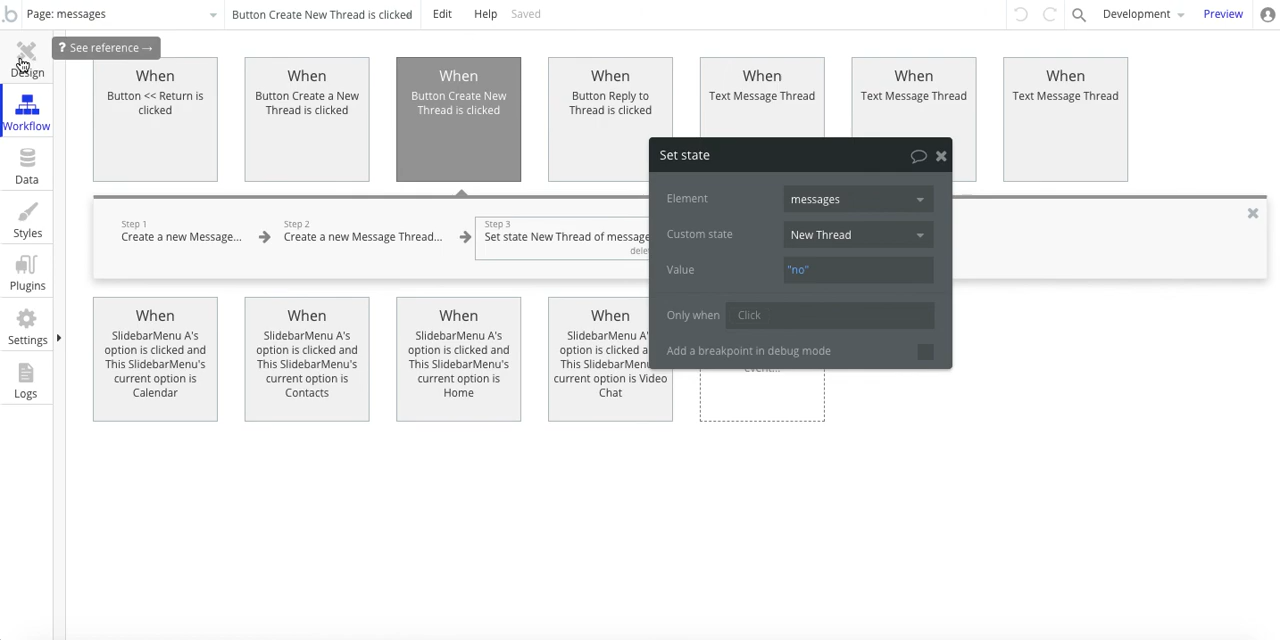 Page: messages
Button Create New Thread is clicked
Edit
Help
Saved
Development
Preview
? See reference →
Design
Workflow
Data
Styles
Plugins
Settings
Logs
When
Button << Return is
clicked
When
Button Create a New
Thread is clicked
When
Button Create New
Thread is clicked
When
Button Reply to
Thread is clicked
When
Text Message Thread
When
Text Message Thread
When
Text Message Thread
Step 1
Create a new Message...
Step 2
Create a new Message Thread...
Step 3
Set state New Thread of message
dele
Set state
Element
messages
Custom state
New Thread
Value
"no"
Only when
Click
Add a breakpoint in debug mode
When
SlidebarMenu A's
option is clicked and
This SlidebarMenu's
current option is
Calendar
When
SlidebarMenu A's
option is clicked and
This SlidebarMenu's
current option is
Contacts
When
SlidebarMenu A's
option is clicked and
This SlidebarMenu's
current option is
Home
When
SlidebarMenu A's
option is clicked a
This SlidebarMenu's
current option is Video
Chat
event...